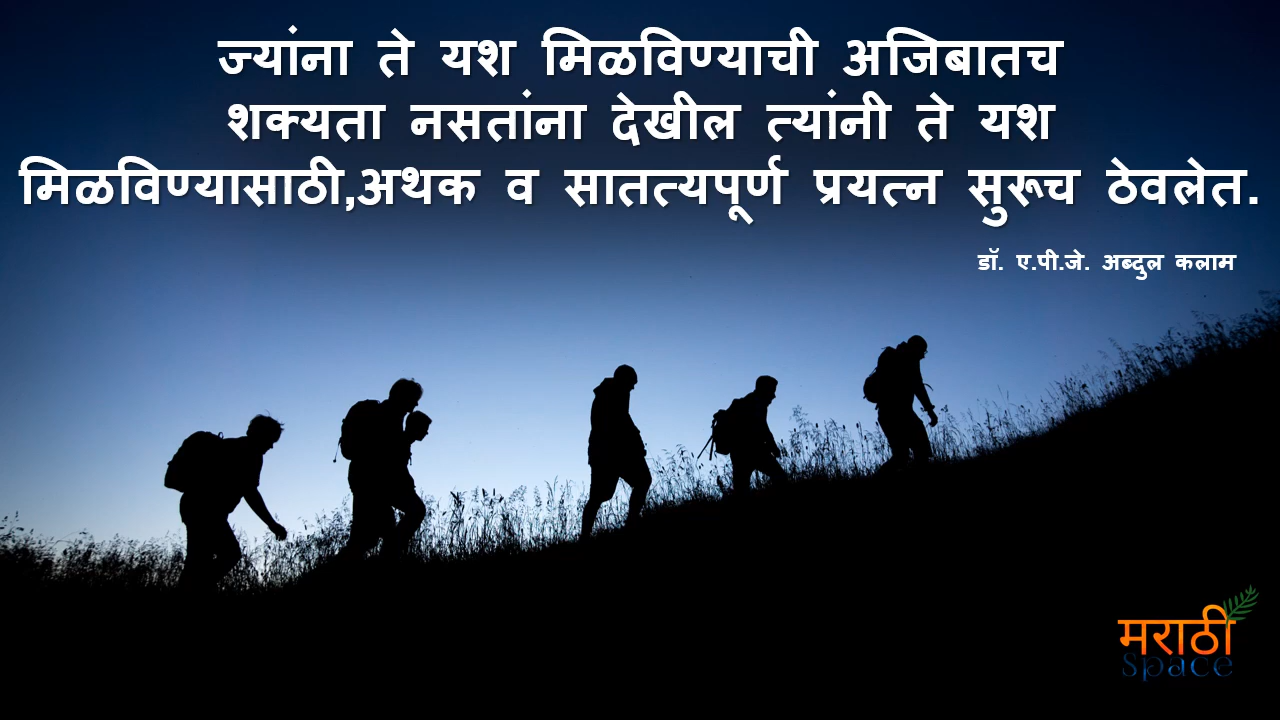 ज्यांना ते यश मिळविण्याची अजिबातच
शक्यता नसतांना देखील त्यांनी ते यश
मिळविण्यासाठी,अथक व सातत्यपूर्ण प्रयत्न सुरूच ठेवलेत.
डॉ. ए.पी.जे. अब्दुल कलाम
मराठी
Space